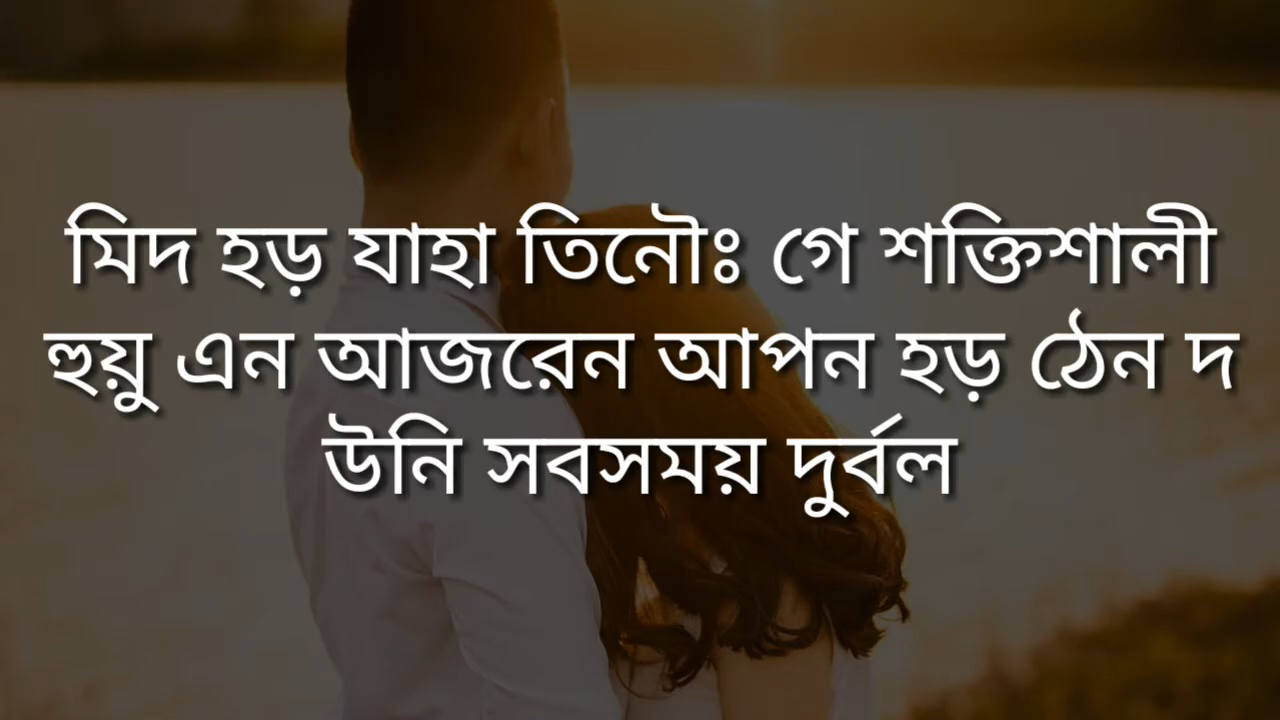 মিদ হড় যাহা তিনৌঃ গে শক্তিশালী
হুয়ু এন আজরেন আপন হড় ঠেন দ
উনি সবসময় দুর্বল